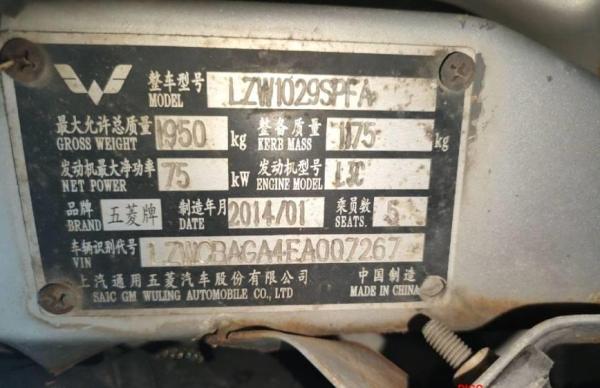 整车型号 MODEL LZW1029SPFA
最大允许总质量 GROSS WEIGHT 1950 kg 整备质量 KERB MASS 1175 kg
发动机最大净功率 NET POWER 75 kW 发动机型号 ENGINE MODEL
品牌 BRAND 五菱牌 制造年月 DATE 2014/01 乘员数 SEATS 5
车辆识别代号 VIN LZWCBAGA4EA007267
上汽通用五菱汽车股份有限公司 中国制造
SAIC GM WULING AUTOMOBILE CO., LTD MADE IN CHINA